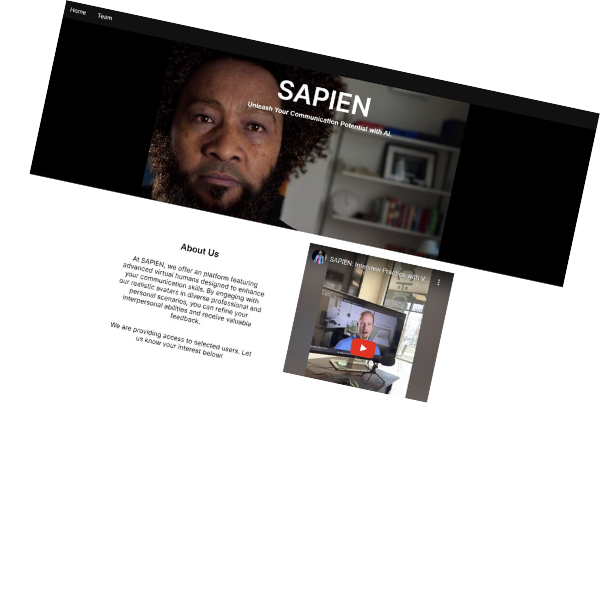 Home Team
SAPIEN
Unleash Your Communication Potential with AI.
About Us
At SAPIEN, we offer an platform featuring
advanced virtual humans designed to enhance
your communication skills. By engaging with
our realistic avatars in diverse professional and
personal scenarios, you can refine your
interpersonal abilities and receive valuable
feedback.
We are providing access to selected users. Let
us know your interest below!
SAPIEN: Interview Practice with V